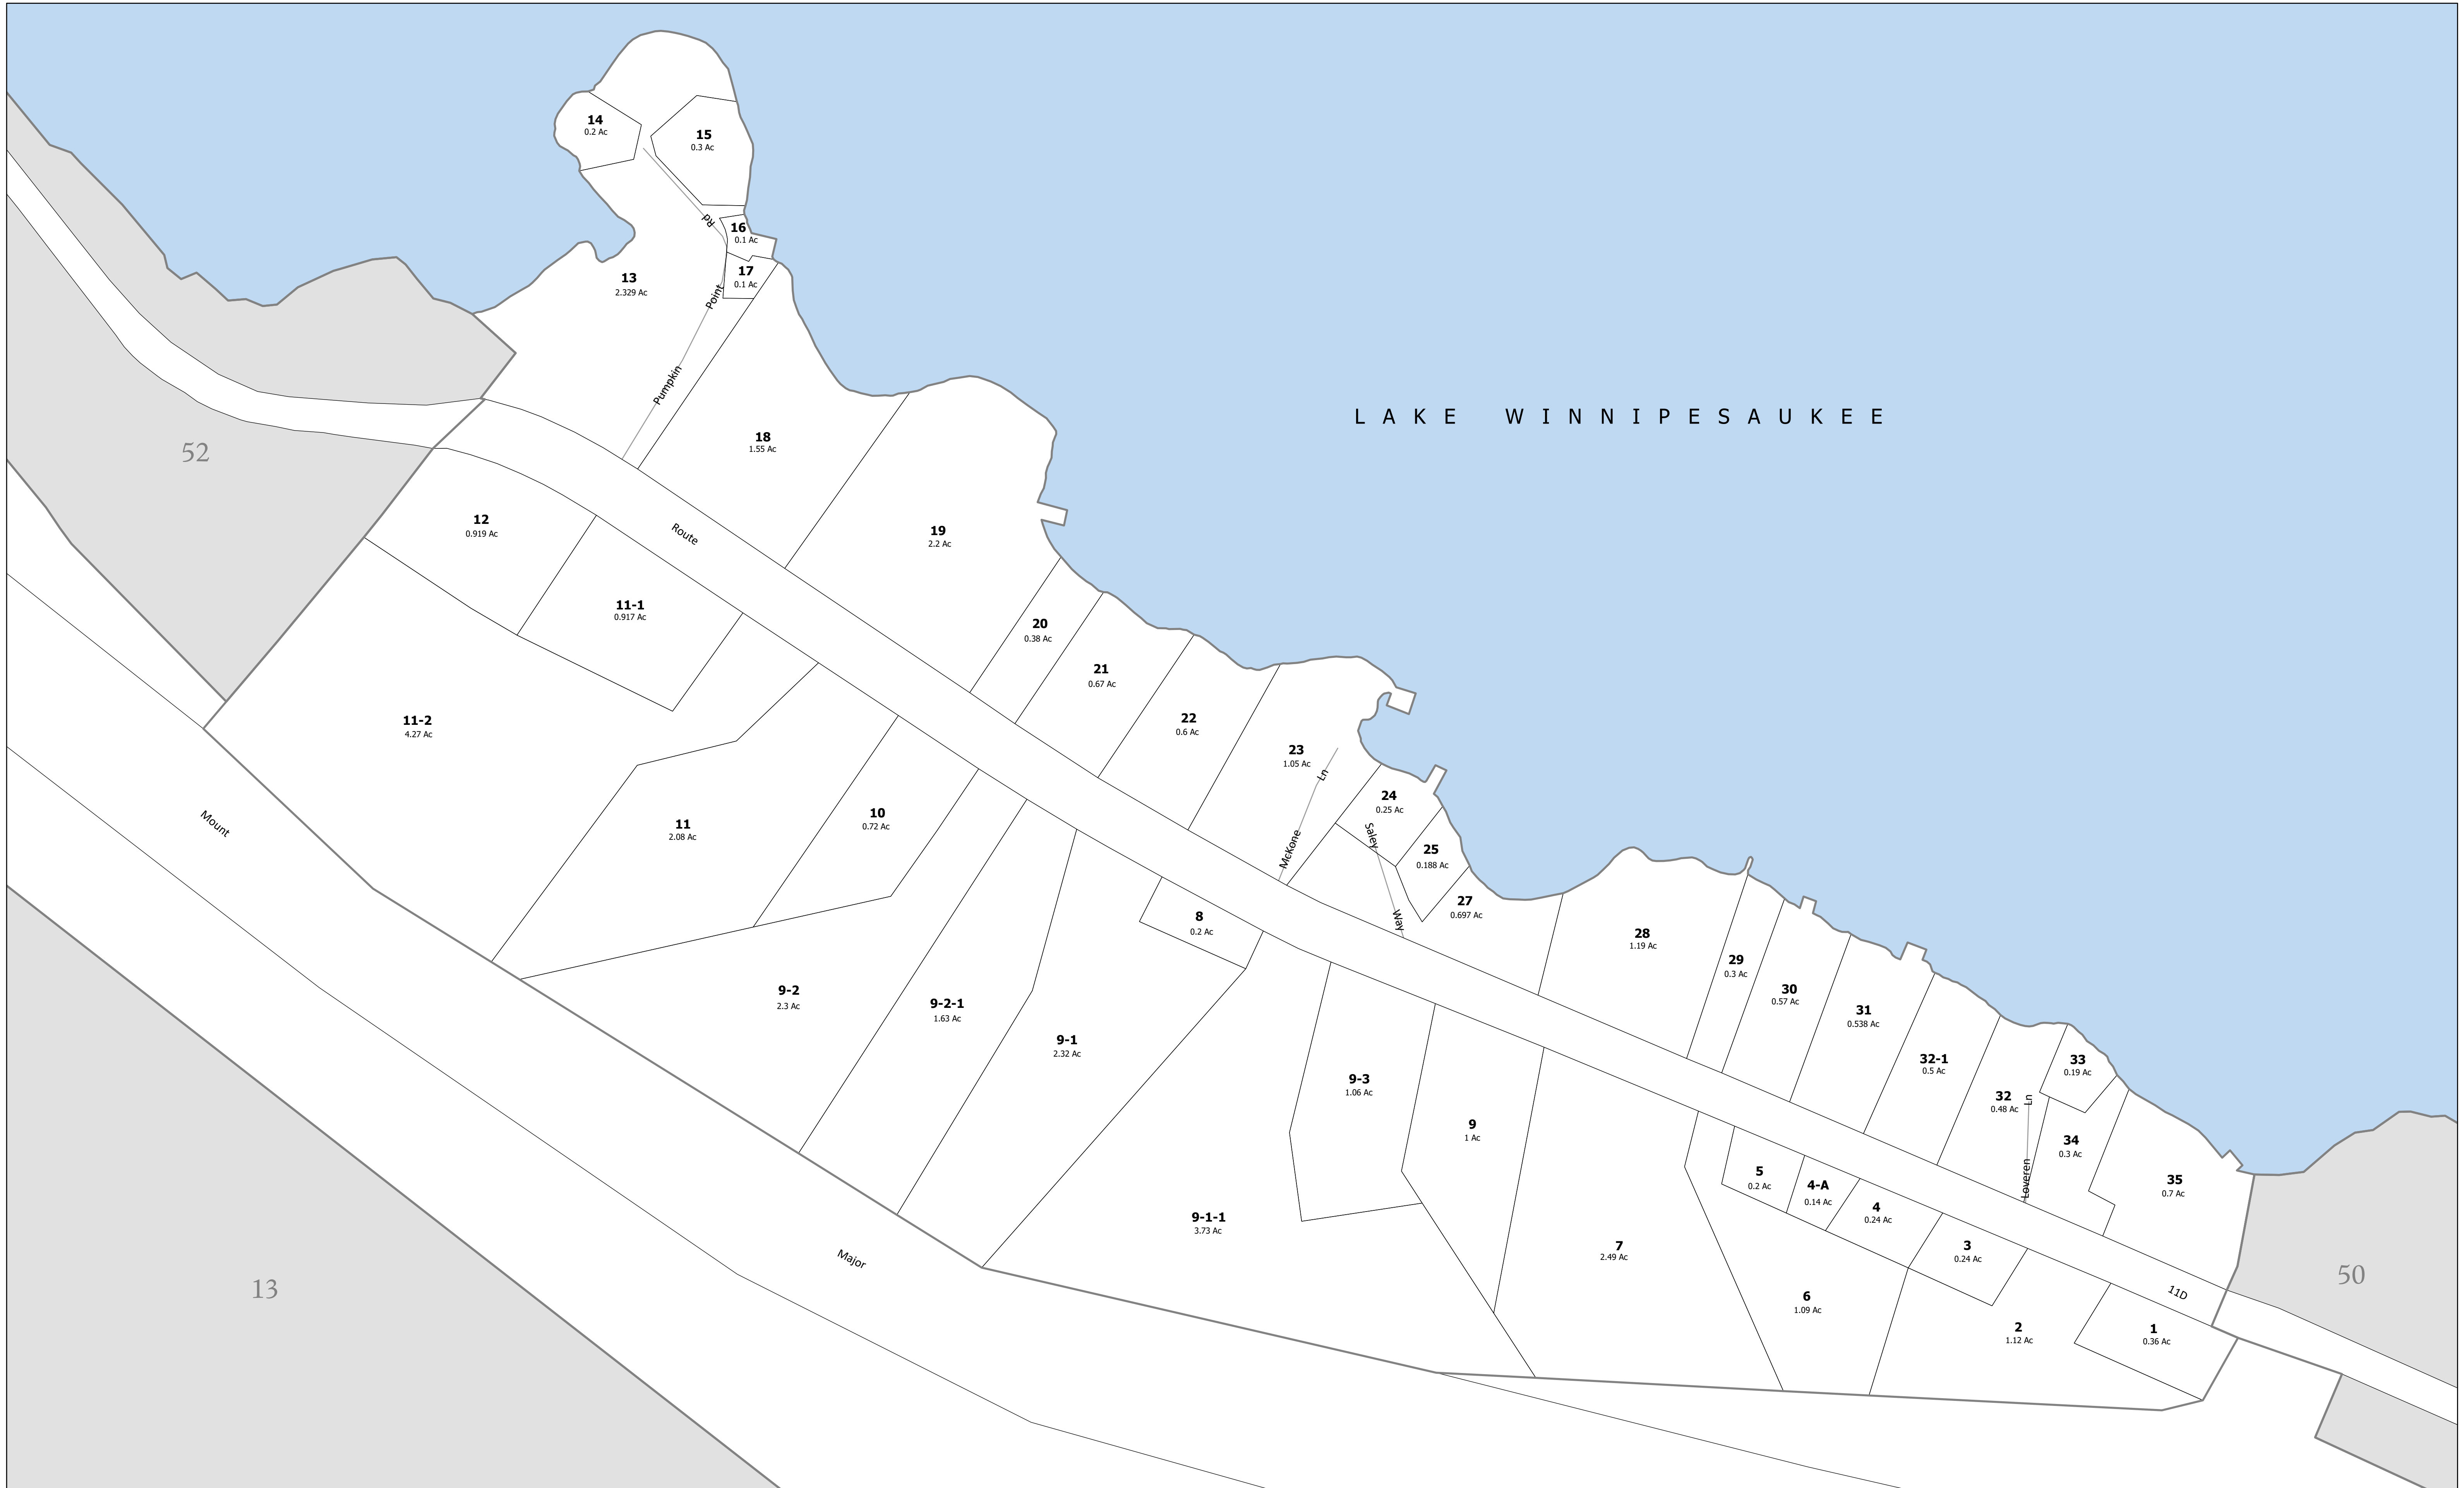 14
0.2 Ac
15
0.3 Ac
Rd
16
0.1 Ac
17
0.1 Ac
13
2.329 Ac
Point
Pumpkin
LAKE WINNIPESAUKEE
52
18
1.55 Ac
12
0.919 Ac
Route
19
2.2 Ac
11-1
0.917 Ac
20
0.38 Ac
21
0.67 Ac
11-2
4.27 Ac
22
0.6 Ac
23
1.05 Ac
Ln
McKone
24
0.25 Ac
Saley
Way
25
0.188 Ac
Mount
11
2.08 Ac
10
0.72 Ac
27
0.697 Ac
8
0.2 Ac
28
1.19 Ac
29
0.3 Ac
30
0.57 Ac
31
0.538 Ac
9-2
2.3 Ac
9-2-1
1.63 Ac
9-1
2.32 Ac
9-3
1.06 Ac
32-1
0.5 Ac
33
0.19 Ac
32
0.48 Ac
Ln
Loveren
34
0.3 Ac
9
1 Ac
5
0.2 Ac
4-A
0.14 Ac
4
0.24 Ac
35
0.7 Ac
9-1-1
3.73 Ac
7
2.49 Ac
3
0.24 Ac
Major
13
50
11D
6
1.09 Ac
2
1.12 Ac
1
0.36 Ac